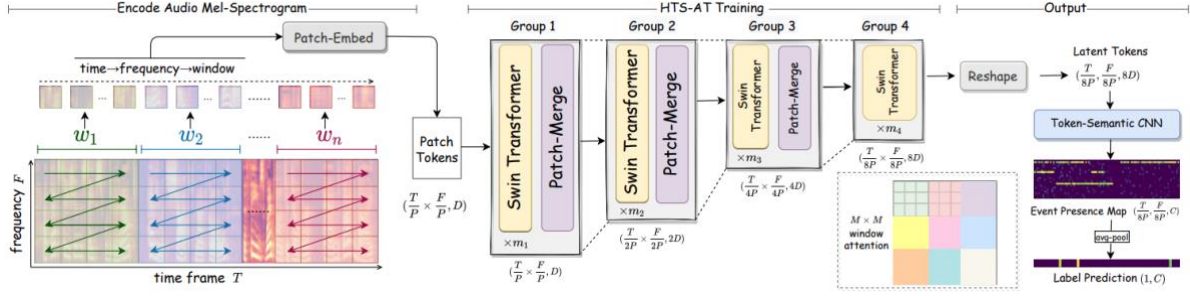 Encode Audio Mel-Spectrogram
HTS-AT Training
Output
Patch-Embed
time→frequency→window
w₁
w₂
......
wₙ
frequency F
time frame T
Patch
Tokens
(T/P × F/P, D)
Group 1
Swin Transformer
Patch-Merge
×m₁
(T/P × F/P, D)
Group 2
Swin Transformer
Patch-Merge
×m₂
(T/2P × F/2P, 2D)
Group 3
Swin
Transformer
Patch-Merge
×m₃
(T/4P × F/4P, 4D)
Group 4
Swin
Transformer
×m₄
(T/8P × F/8P, 8D)
M × M
window
attention
Reshape
Latent Tokens
(T/8P, F/8P, 8D)
Token-Semantic CNN
Event Presence Map (T/8P, F/8P, C)
avg-pool
Label Prediction (1, C)